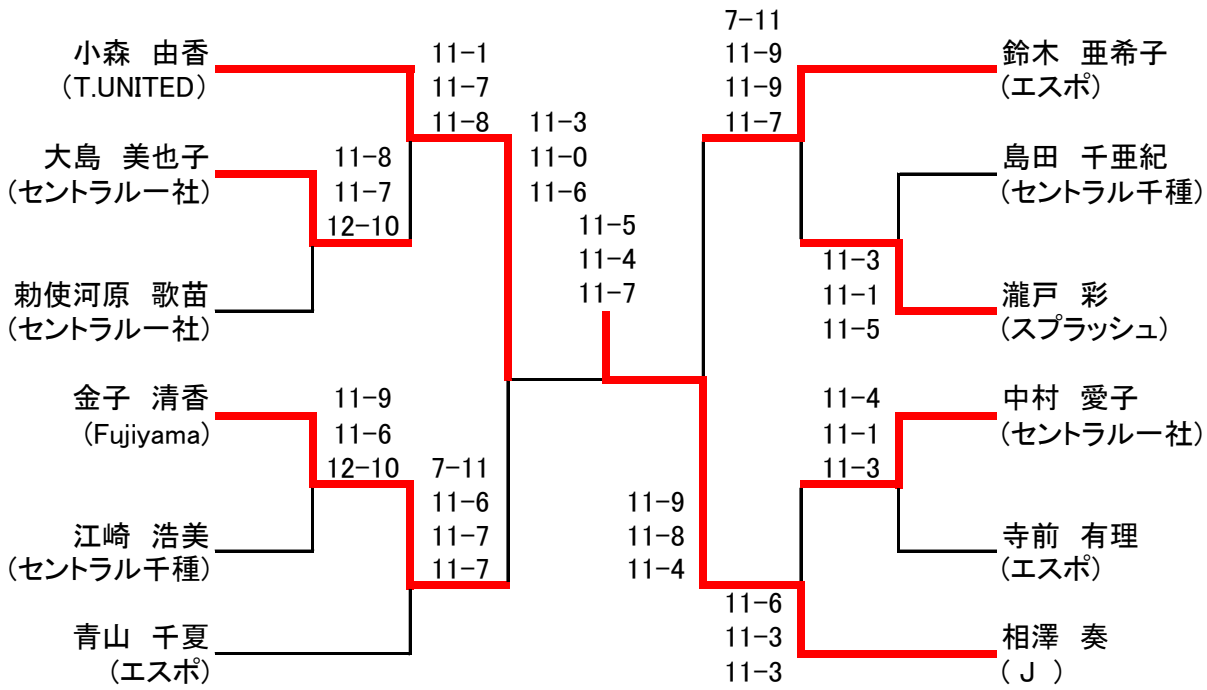 小森　由香
(T.UNITED)
大島　美也子
(セントラル一社)
勅使河原　歌苗
(セントラル一社)
金子　清香
(Fujiyama)
江崎　浩美
(セントラル千種)
青山　千夏
(エスポ)
11-1
11-7
11-8
11-8
11-7
12-10
11-3
11-0
11-6
11-9
11-6
12-10
7-11
11-6
11-7
11-7
11-5
11-4
11-7
7-11
11-9
11-9
11-7
11-3
11-1
11-5
11-4
11-1
11-3
11-9
11-8
11-4
11-6
11-3
11-3
鈴木　亜希子
(エスポ)
島田　千亜紀
(セントラル千種)
瀧戸　彩
(スプラッシュ)
中村　愛子
(セントラル一社)
寺前　有理
(エスポ)
相澤　奏
( J )